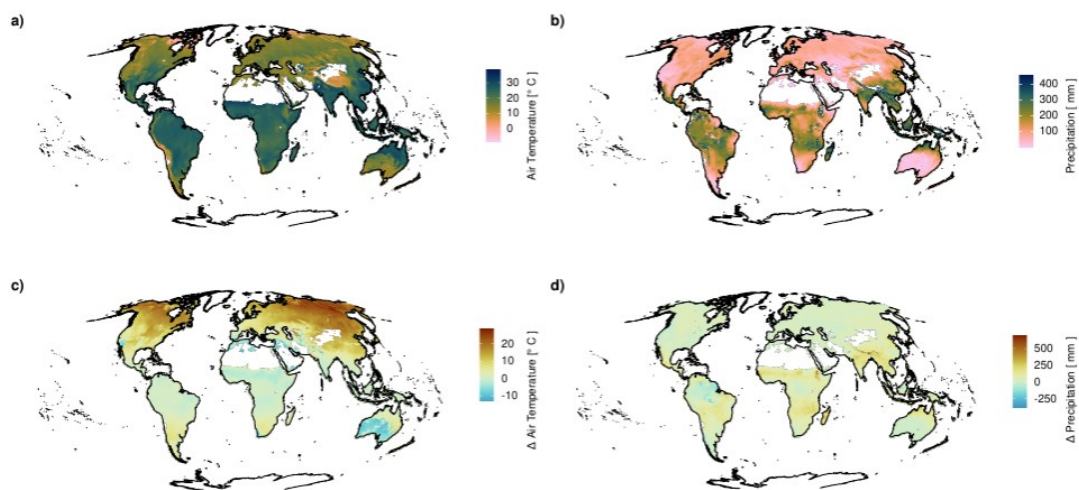 a)
b)
30
20
10
0
Air Temperature [° C]
400
300
200
100
Precipitation [ mm]
c)
d)
20
10
0
-10
Δ Air Temperature [° C]
500
250
0
-250
Δ Precipitation [ mm]